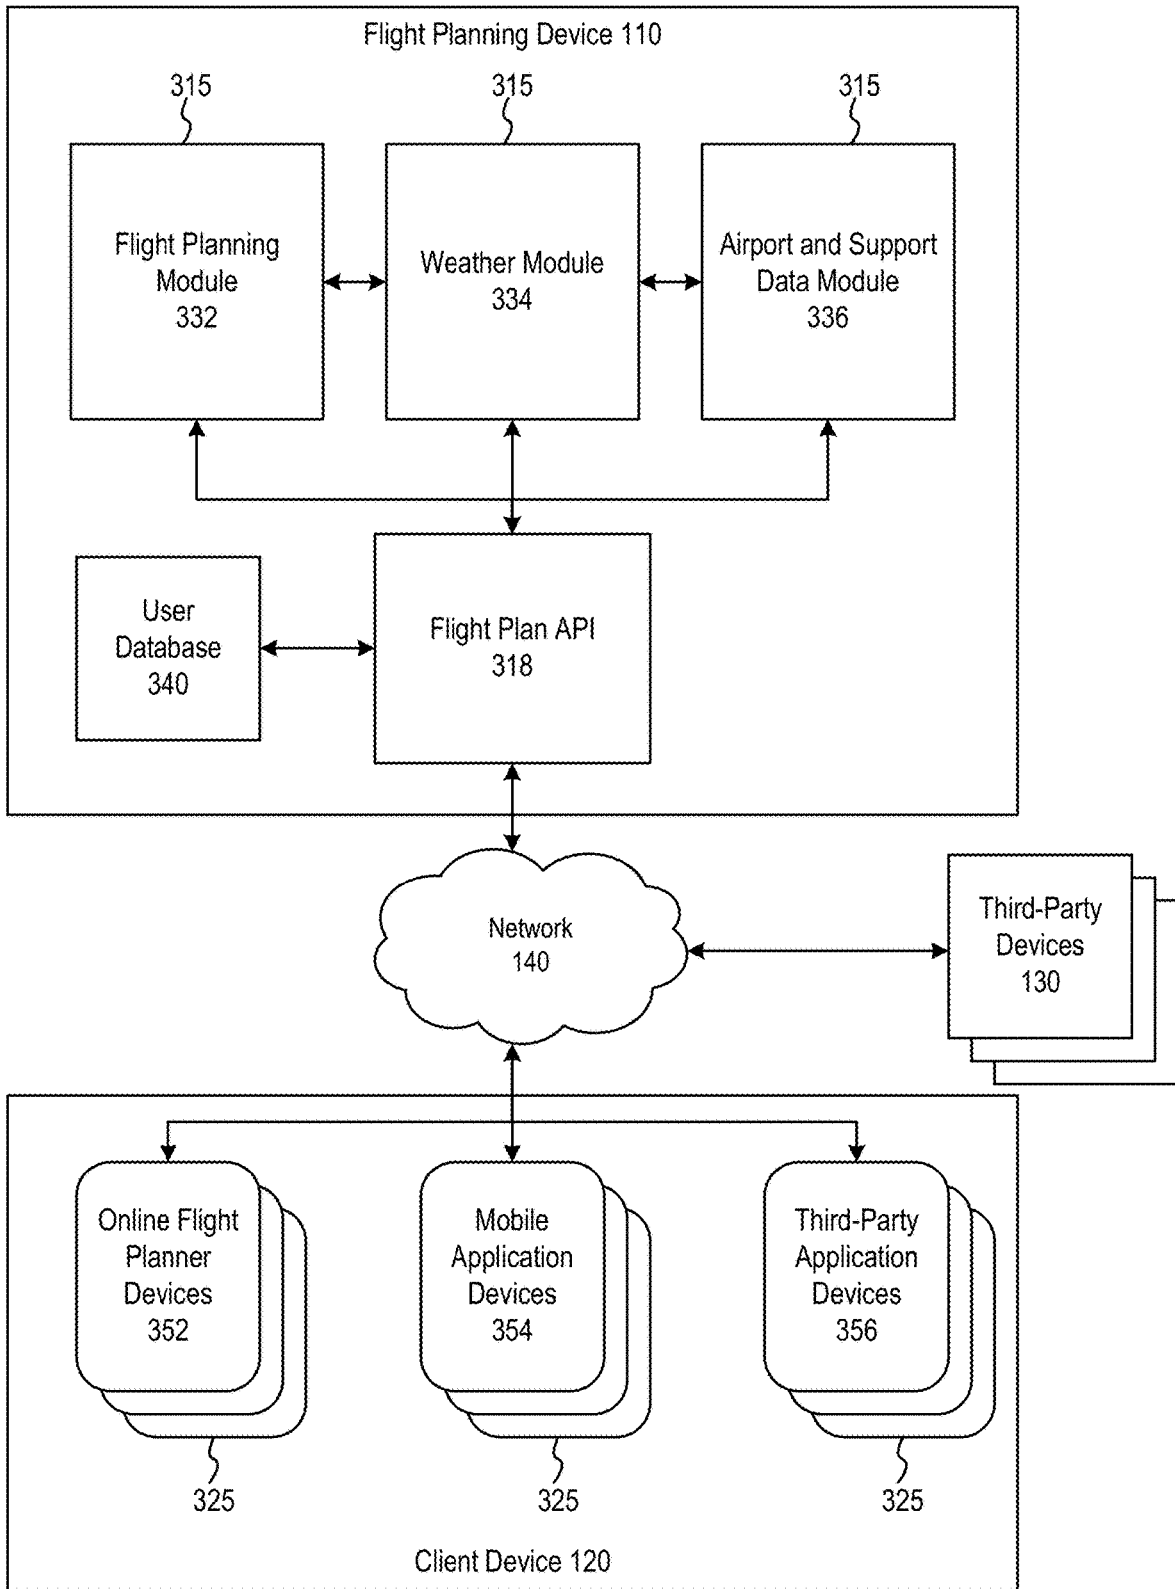 Flight Planning Device 110
315
315
315
Flight Planning
Module
332
Weather Module
334
Airport and Support
Data Module
336
User
Database
340
Flight Plan API
318
Network
140
Third-Party
Devices
130
Online Flight
Planner
Devices
352
Mobile
Application
Devices
354
Third-Party
Application
Devices
356
325
325
325
Client Device 120